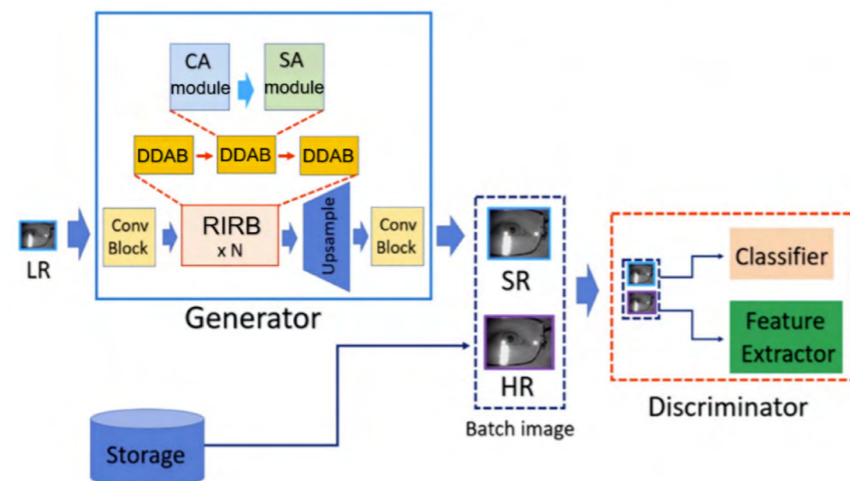 CA
module
SA
module
DDAB
DDAB
DDAB
Conv
Block
RIRB
x N
Upsample
Conv
Block
LR
Generator
SR
HR
Batch image
Classifier
Feature
Extractor
Discriminator
Storage